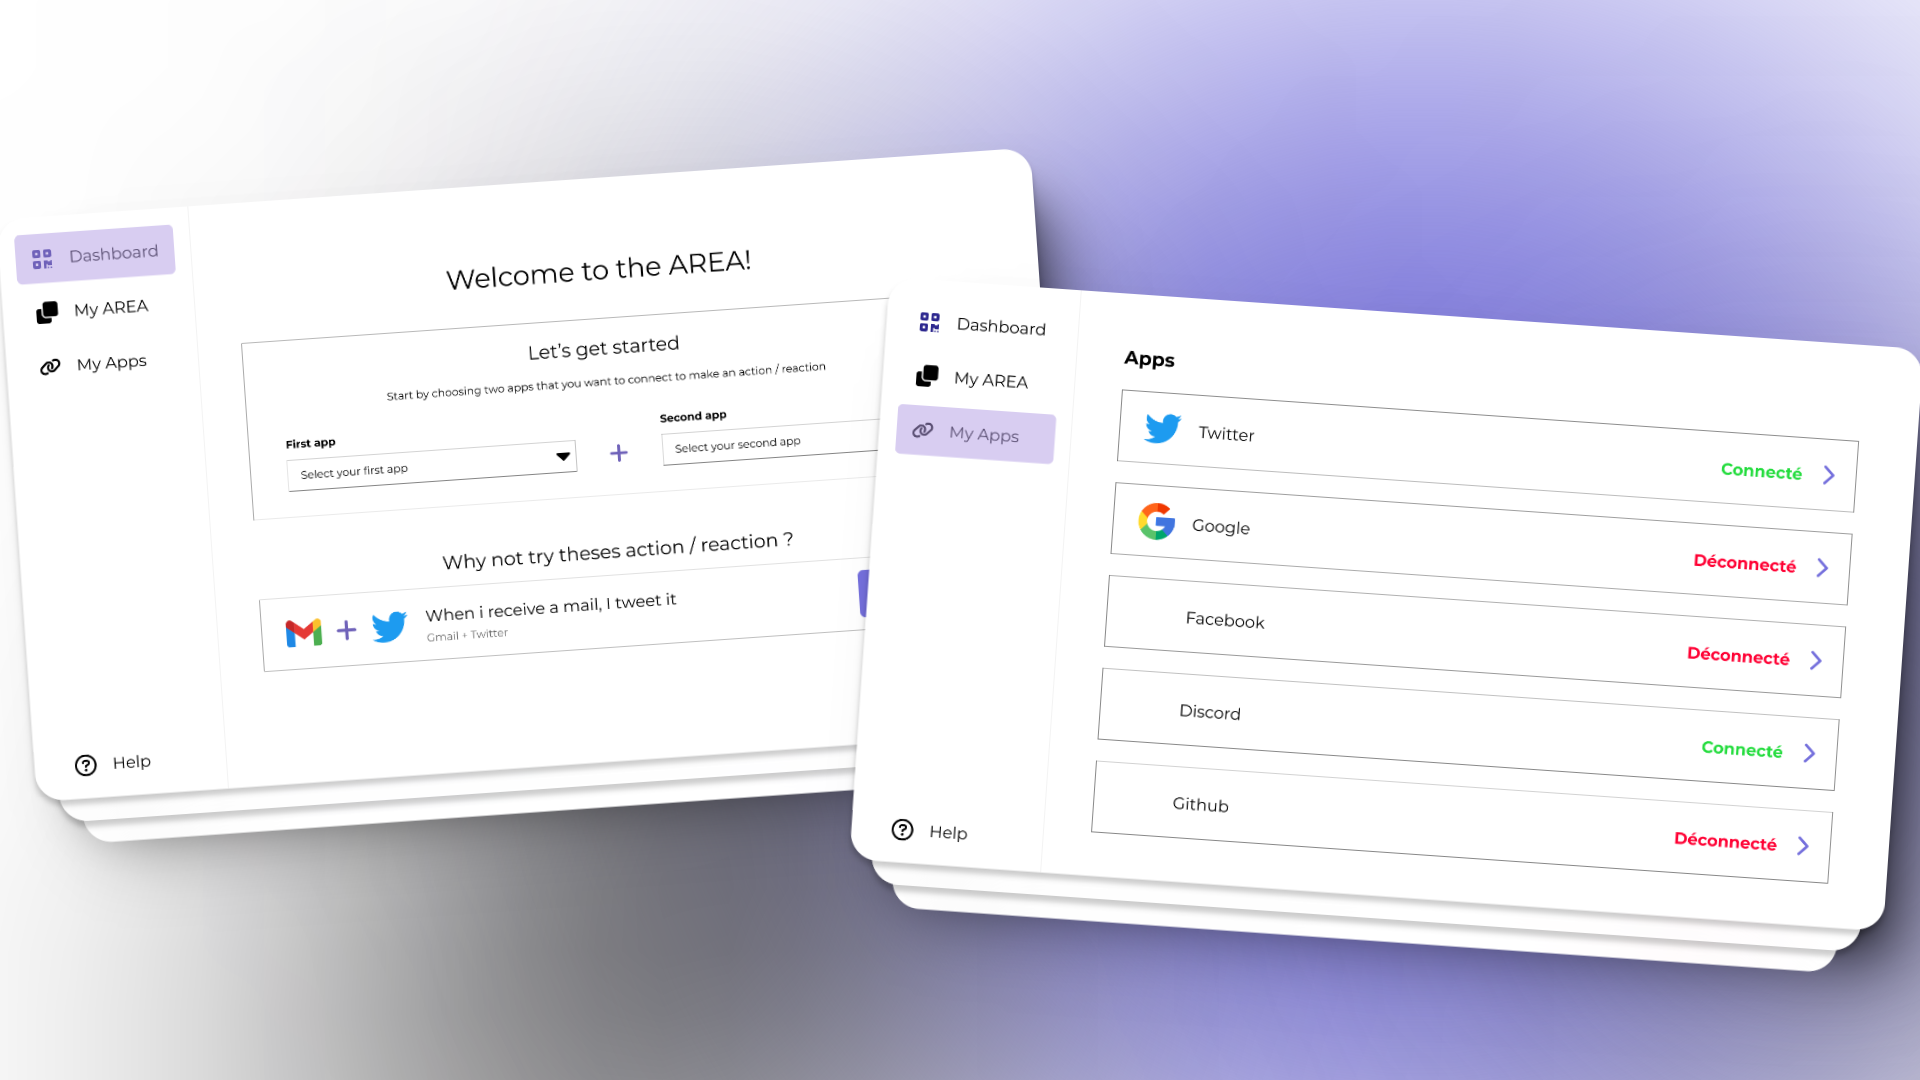 Dashboard
My AREA
My Apps
Help
Welcome to the AREA!
Let's get started
Start by choosing two apps that you want to connect to make an action / reaction
First app
Select your first app
+
Second app
Select your second app
Why not try theses action / reaction ?
+
When i receive a mail, I tweet it
Gmail + Twitter
Dashboard
My AREA
My Apps
Help
Apps
Twitter
Connecté
Google
Déconnecté
Facebook
Déconnecté
Discord
Connecté
Github
Déconnecté